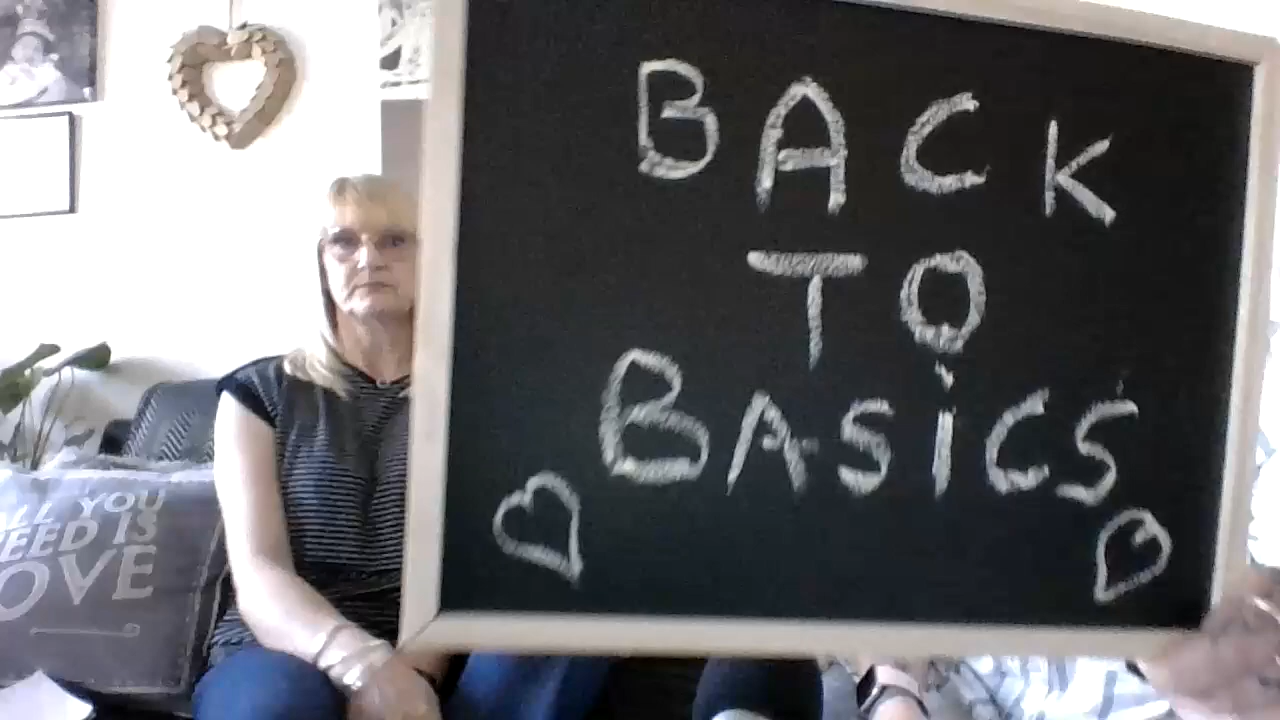 BACK
TO
BASiCS
ALL YOU
NEED IS
LOVE